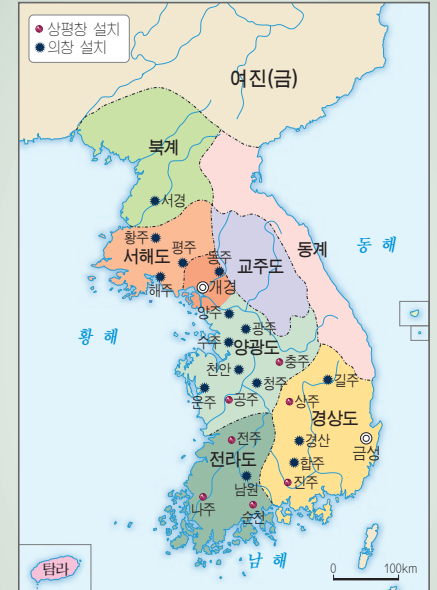 상평창 설치
의창 설치
여진(금)
북계
서경
황주
평주
동주
서해도
해주
개경
교주도
동계
동 해
황 해
양주
광주
수주
양광도
충주
천안
청주
운주
공주
길주
상주
경상도
경산
금성
합주
진주
전주
전라도
남원
나주
순천
남 해
탐라
0 100km